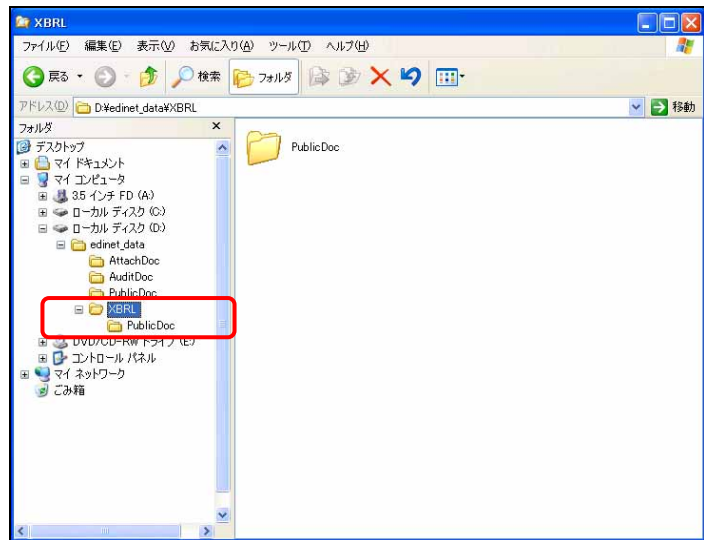 XBRL
ファイル(F) 編集(E) 表示(V) お気に入り(A) ツール(T) ヘルプ(H)
戻る 検索 フォルダ
アドレス(D) D:¥edinet_data¥XBRL 移動
フォルダ
デスクトップ
マイ ドキュメント
マイ コンピュータ
3.5 インチ FD (A:)
ローカル ディスク (C:)
ローカル ディスク (D:)
edinet_data
AttachDoc
AuditDoc
PublicDoc
XBRL
PublicDoc
DVD/CD-RW ドライブ (E:)
コントロール パネル
マイ ネットワーク
ごみ箱
PublicDoc